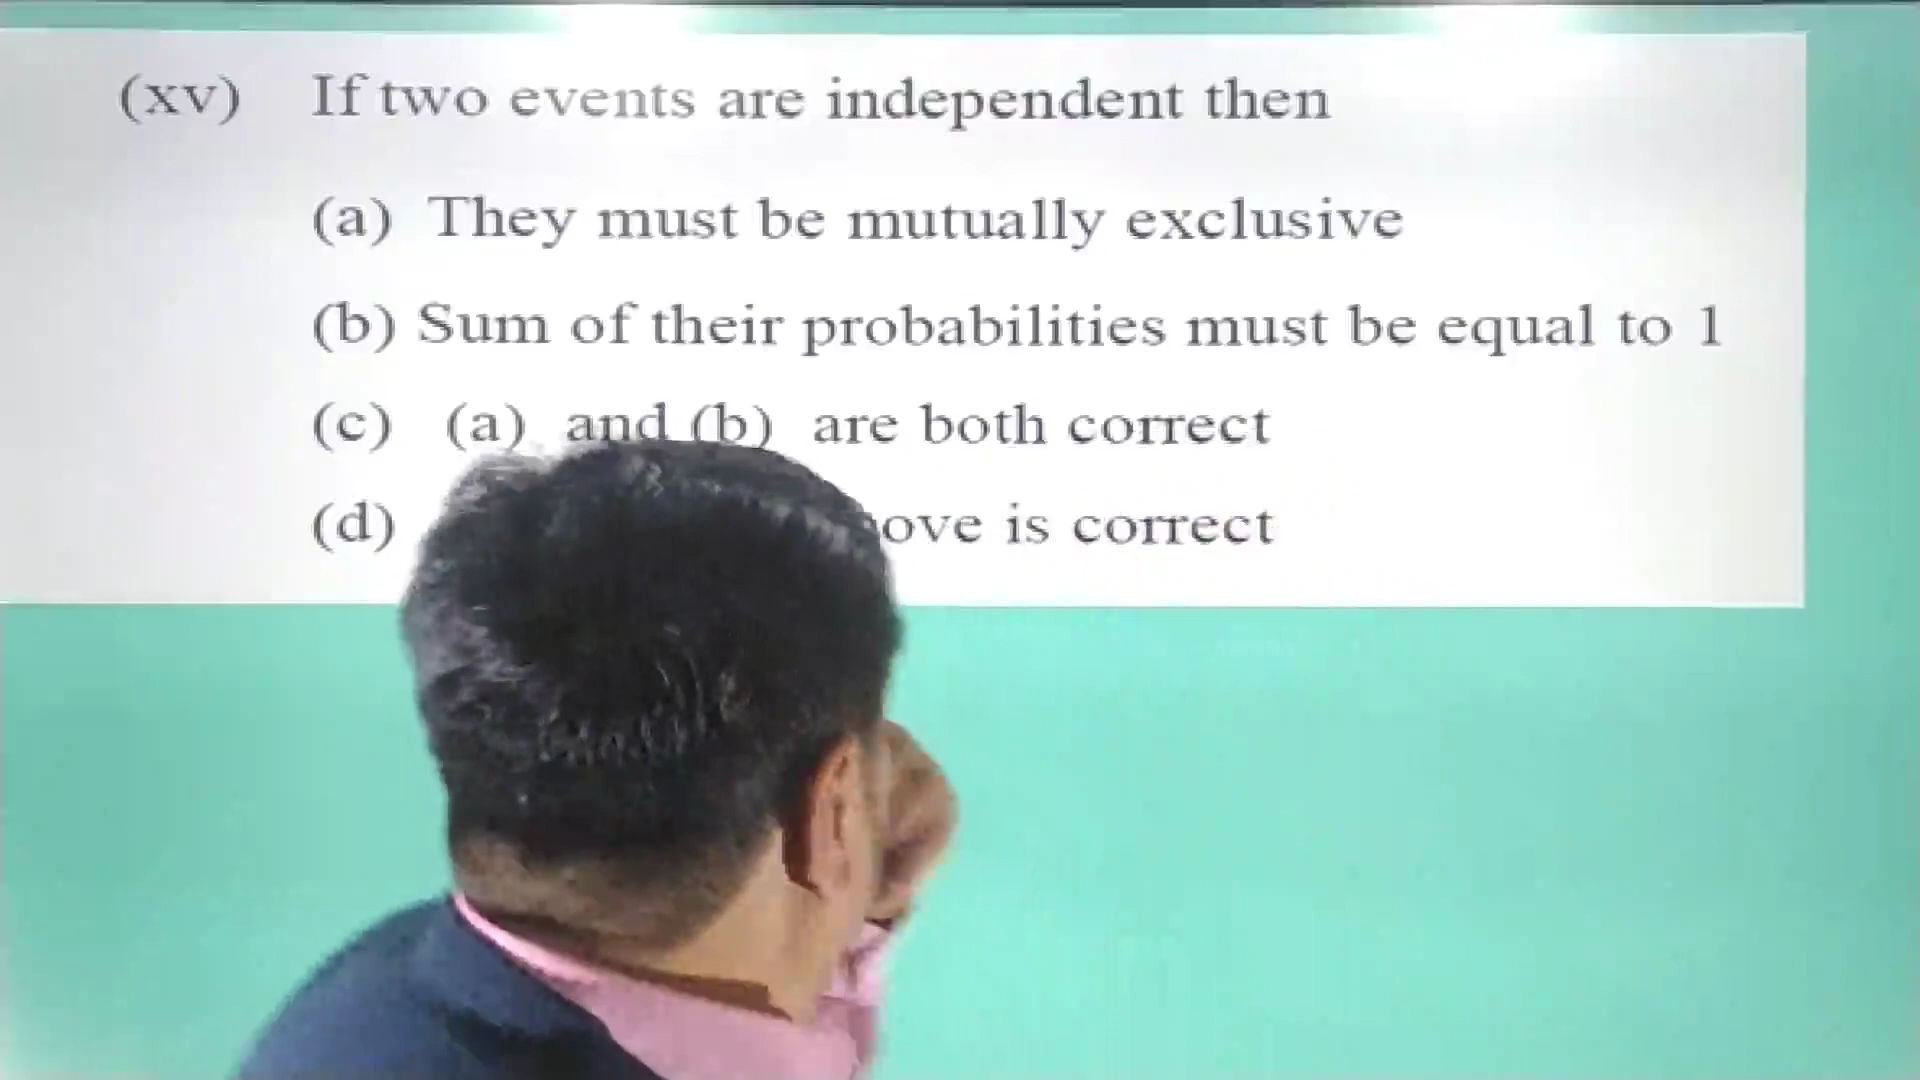 (xv) If two events are independent then
(a) They must be mutually exclusive
(b) Sum of their probabilities must be equal to 1
(c) (a) and (b) are both correct
(d) is correct